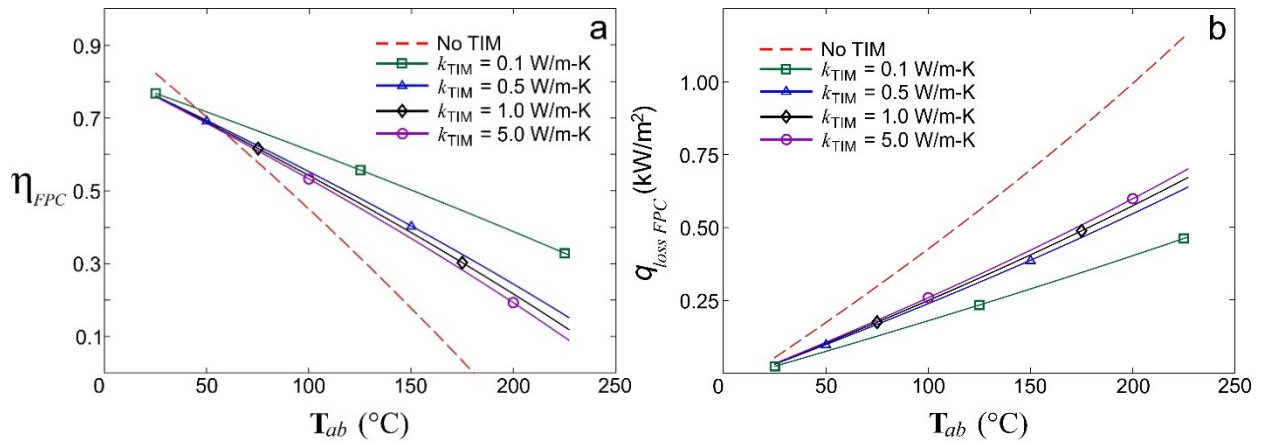 a
0.9
0.7
0.5
0.3
0.1
η_FPC
No TIM
k_TIM = 0.1 W/m-K
k_TIM = 0.5 W/m-K
k_TIM = 1.0 W/m-K
k_TIM = 5.0 W/m-K
0 50 100 150 200 250
T_ab (°C)
b
1.00
0.75
0.50
0.25
q_loss FPC (kW/m²)
No TIM
k_TIM = 0.1 W/m-K
k_TIM = 0.5 W/m-K
k_TIM = 1.0 W/m-K
k_TIM = 5.0 W/m-K
0 50 100 150 200 250
T_ab (°C)